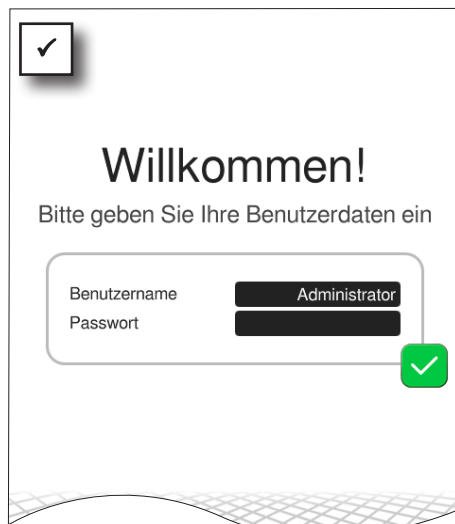 Willkommen!
Bitte geben Sie Ihre Benutzerdaten ein
Benutzername Administrator
Passwort